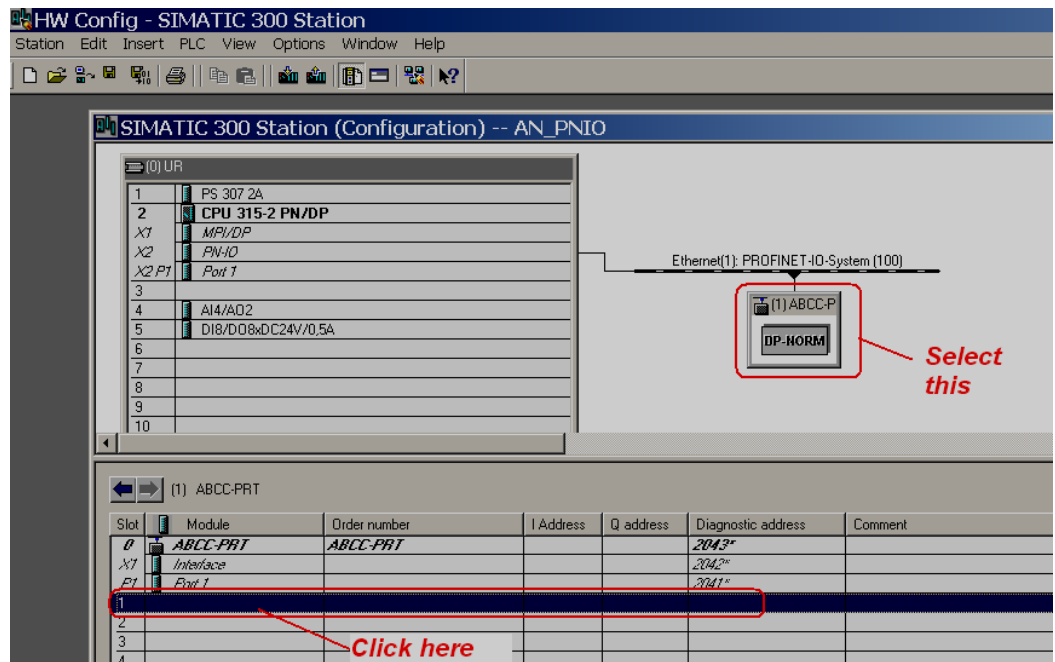 HW Config - SIMATIC 300 Station
Station Edit Insert PLC View Options Window Help
SIMATIC 300 Station (Configuration) -- AN_PNIO
(0) UR
1 PS 307 2A
2 CPU 315-2 PN/DP
X1 MPI/DP
X2 PN-IO
X2 P1 Port 1
3
4 AI4/AO2
5 DI8/DO8xDC24V/0,5A
6
7
8
9
10
Ethernet(1): PROFINET-IO-System (100)
(1) ABCC-P
DP-NORM
Select
this
(1) ABCC-PRT
Slot Module Order number I Address Q address Diagnostic address Comment
0 ABCC-PRT ABCC-PRT 2043*
X1 Interface 2042*
P1 Port 1 2041*
1
2
3
4
Click here